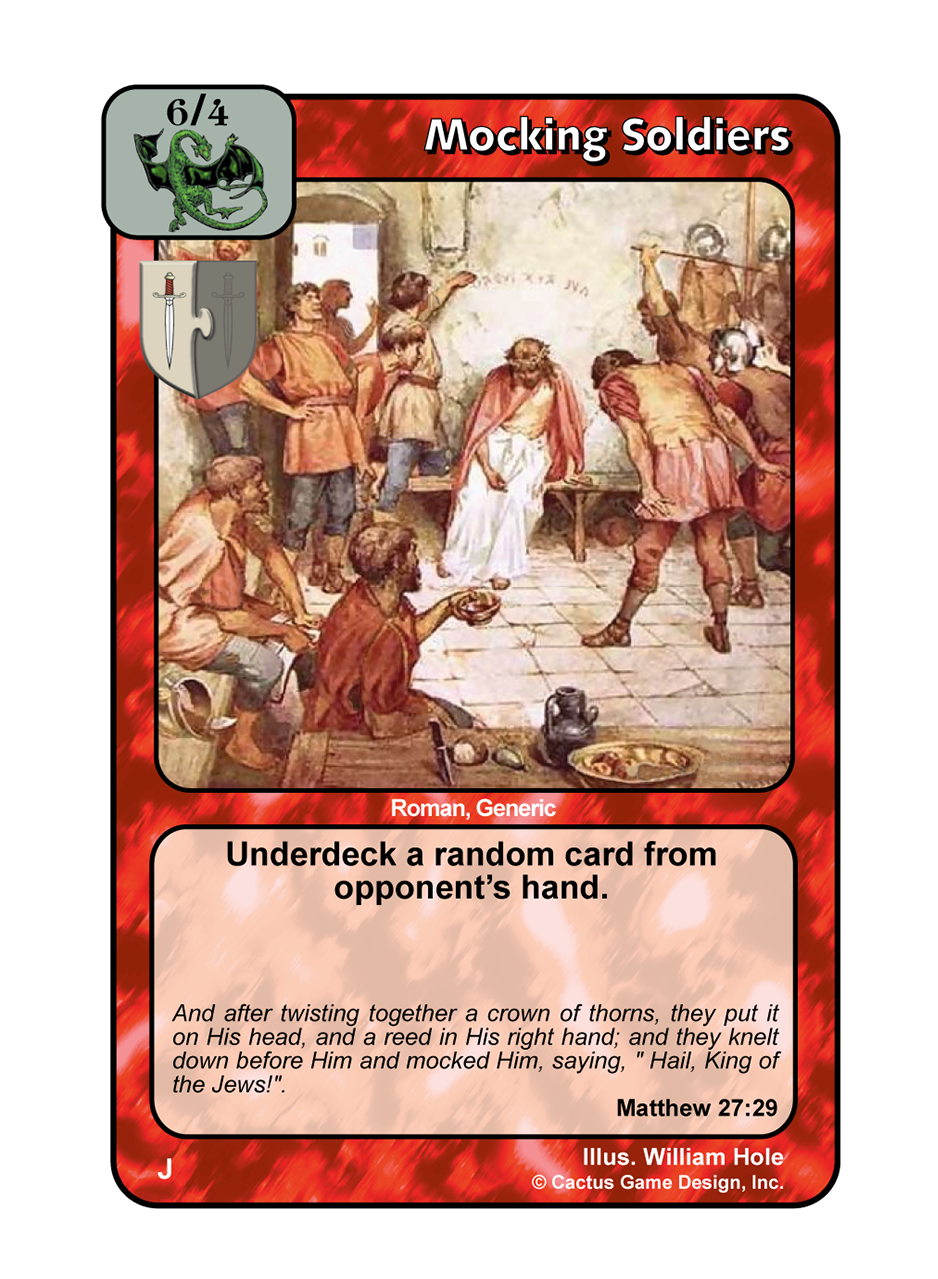 6/4
Mocking Soldiers
Roman, Generic
Underdeck a random card from
opponent's hand.
And after twisting together a crown of thorns, they put it
on His head, and a reed in His right hand; and they knelt
down before Him and mocked Him, saying, " Hail, King of
the Jews!".
Matthew 27:29
J
Illus. William Hole
© Cactus Game Design, Inc.